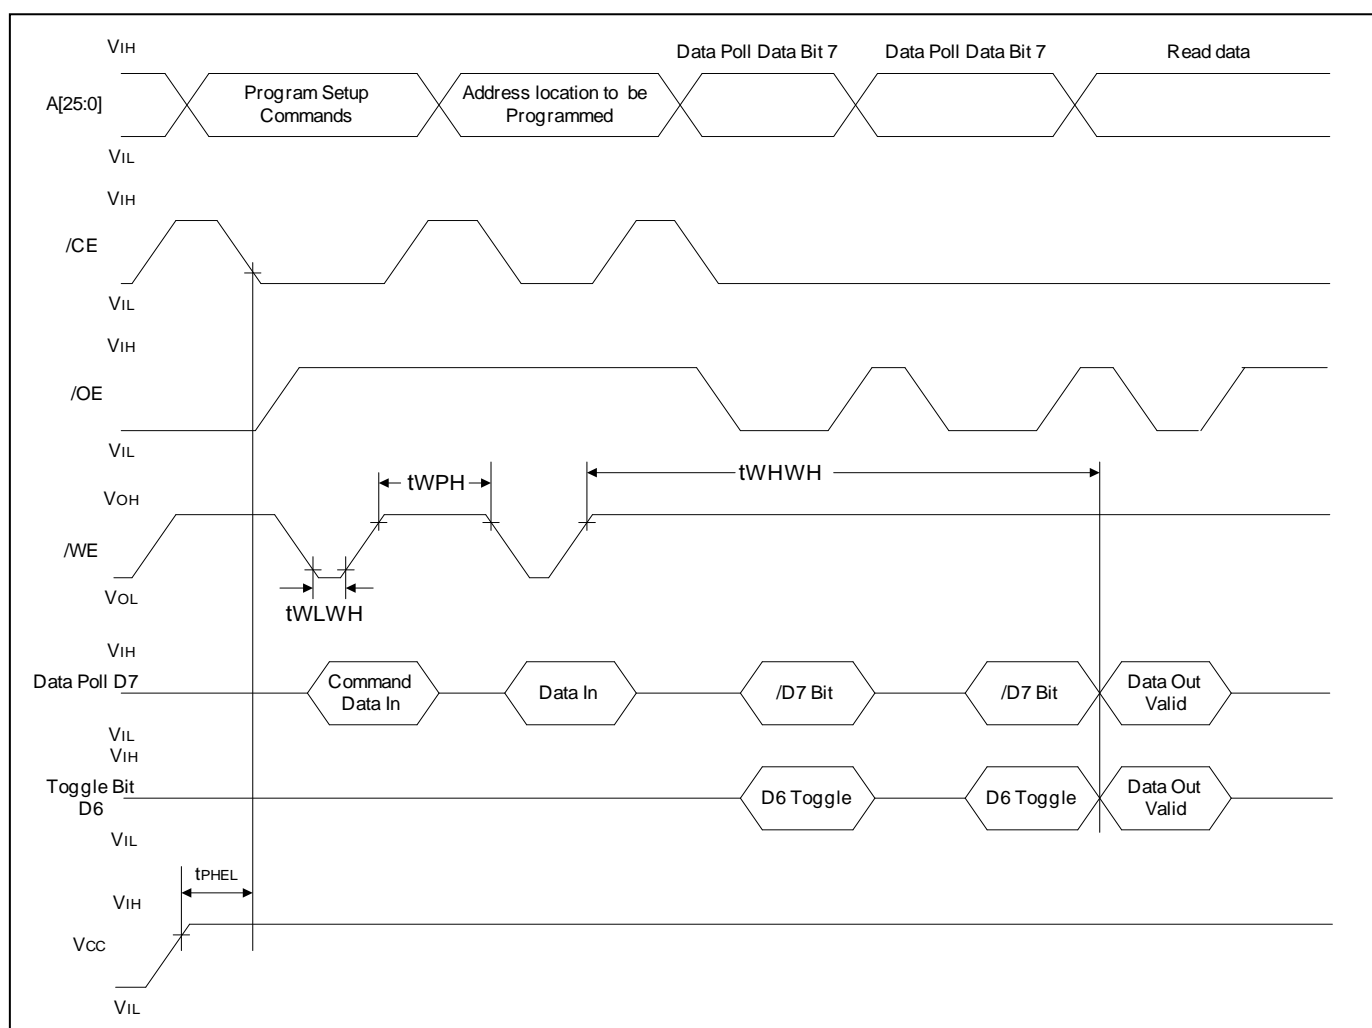 VIH
Data Poll Data Bit 7
Data Poll Data Bit 7
Read data
A[25:0]
Program Setup
Commands
Address location to be
Programmed
VIL
VIH
/CE
VIL
VIH
/OE
VIL
VOH
tWPH
tWHWH
/WE
VOL
tWLWH
VIH
Data Poll D7
Command
Data In
Data In
/D7 Bit
/D7 Bit
Data Out
Valid
VIL
VIH
Toggle Bit
D6
D6 Toggle
D6 Toggle
Data Out
Valid
VIL
tPHEL
VIH
Vcc
VIL